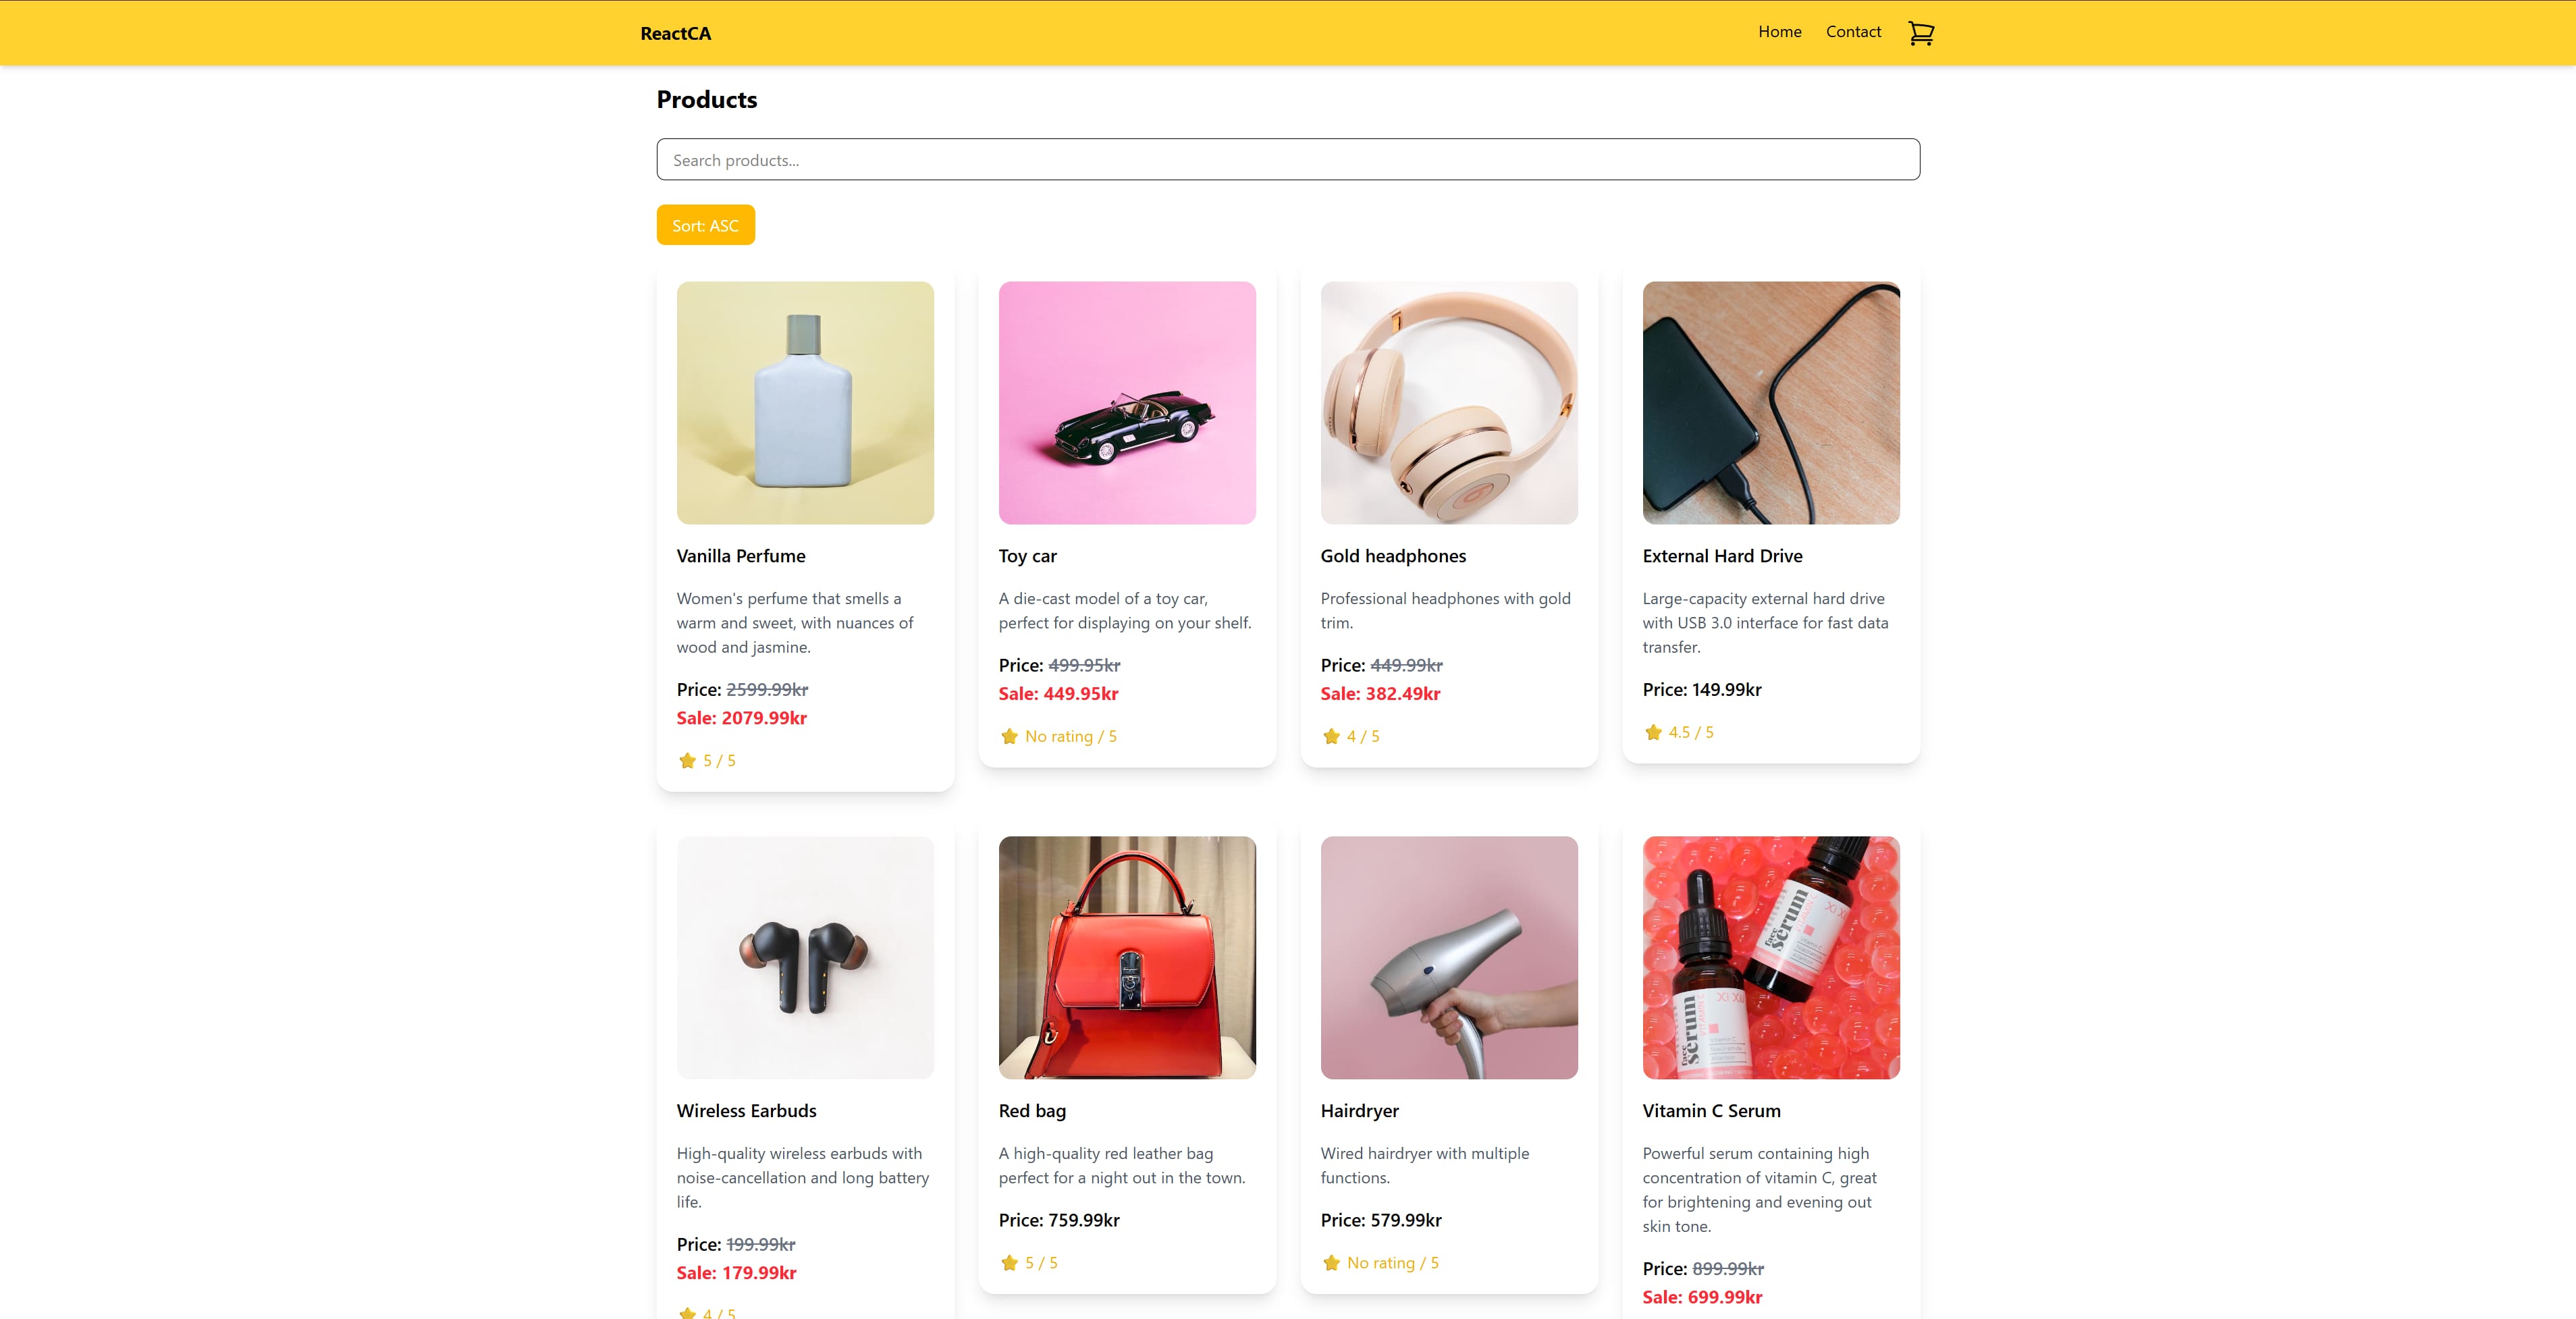 ReactCA
Home
Contact
Products
Search products...
Sort: ASC
Vanilla Perfume
Women's perfume that smells a
warm and sweet, with nuances of
wood and jasmine.
Price: 2599.99kr
Sale: 2079.99kr
5 / 5
Toy car
A die-cast model of a toy car,
perfect for displaying on your shelf.
Price: 499.95kr
Sale: 449.95kr
No rating / 5
Gold headphones
Professional headphones with gold
trim.
Price: 449.99kr
Sale: 382.49kr
4 / 5
External Hard Drive
Large-capacity external hard drive
with USB 3.0 interface for fast data
transfer.
Price: 149.99kr
4.5 / 5
Wireless Earbuds
High-quality wireless earbuds with
noise-cancellation and long battery
life.
Price: 199.99kr
Sale: 179.99kr
4 / 5
Red bag
A high-quality red leather bag
perfect for a night out in the town.
Price: 759.99kr
5 / 5
Hairdryer
Wired hairdryer with multiple
functions.
Price: 579.99kr
No rating / 5
face
serum
XI XI
face
serum
Vitamin C Serum
Powerful serum containing high
concentration of vitamin C, great
for brightening and evening out
skin tone.
Price: 899.99kr
Sale: 699.99kr